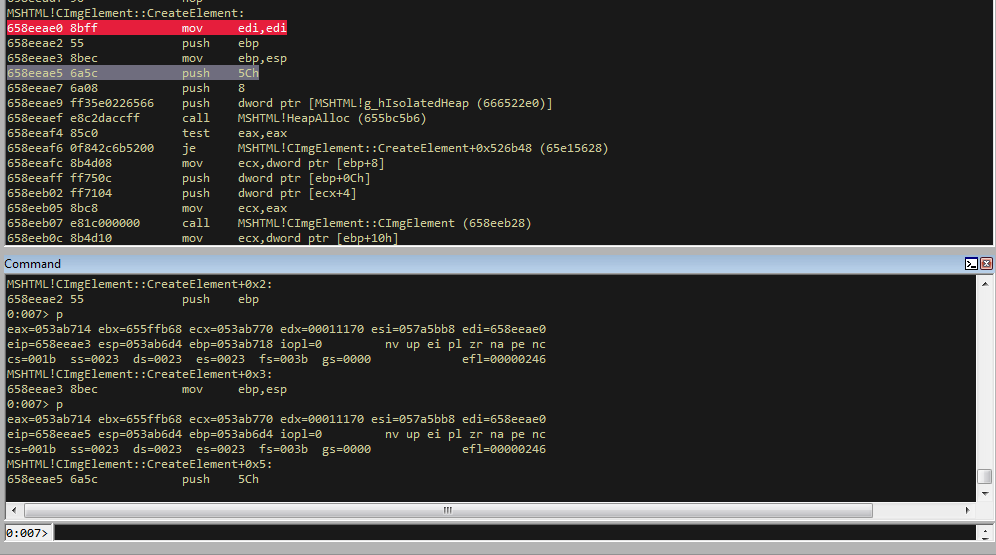 MSHTML!CImgElement::CreateElement:
658eeae0 8bff mov edi,edi
658eeae2 55 push ebp
658eeae3 8bec mov ebp,esp
658eeae5 6a5c push 5Ch
658eeae7 6a08 push 8
658eeae9 ff35e0226566 push dword ptr [MSHTML!g_hIsolatedHeap (666522e0)]
658eeaef e8c2daccff call MSHTML!HeapAlloc (655bc5b6)
658eeaf4 85c0 test eax,eax
658eeaf6 0f842c6b5200 je MSHTML!CImgElement::CreateElement+0x526b48 (65e15628)
658eeafc 8b4d08 mov ecx,dword ptr [ebp+8]
658eeaff ff750c push dword ptr [ebp+0Ch]
658eeb02 ff7104 push dword ptr [ecx+4]
658eeb05 8bc8 mov ecx,eax
658eeb07 e81c000000 call MSHTML!CImgElement::CImgElement (658eeb28)
658eeb0c 8b4d10 mov ecx,dword ptr [ebp+10h]
Command
MSHTML!CImgElement::CreateElement+0x2:
658eeae2 55 push ebp
0:007> p
eax=053ab714 ebx=655ffb68 ecx=053ab770 edx=00011170 esi=057a5bb8 edi=658eeae0
eip=658eeae3 esp=053ab6d4 ebp=053ab718 iopl=0 nv up ei pl zr na pe nc
cs=001b ss=0023 ds=0023 es=0023 fs=003b gs=0000 efl=00000246
MSHTML!CImgElement::CreateElement+0x3:
658eeae3 8bec mov ebp,esp
0:007> p
eax=053ab714 ebx=655ffb68 ecx=053ab770 edx=00011170 esi=057a5bb8 edi=658eeae0
eip=658eeae5 esp=053ab6d4 ebp=053ab6d4 iopl=0 nv up ei pl zr na pe nc
cs=001b ss=0023 ds=0023 es=0023 fs=003b gs=0000 efl=00000246
MSHTML!CImgElement::CreateElement+0x5:
658eeae5 6a5c push 5Ch
0:007>